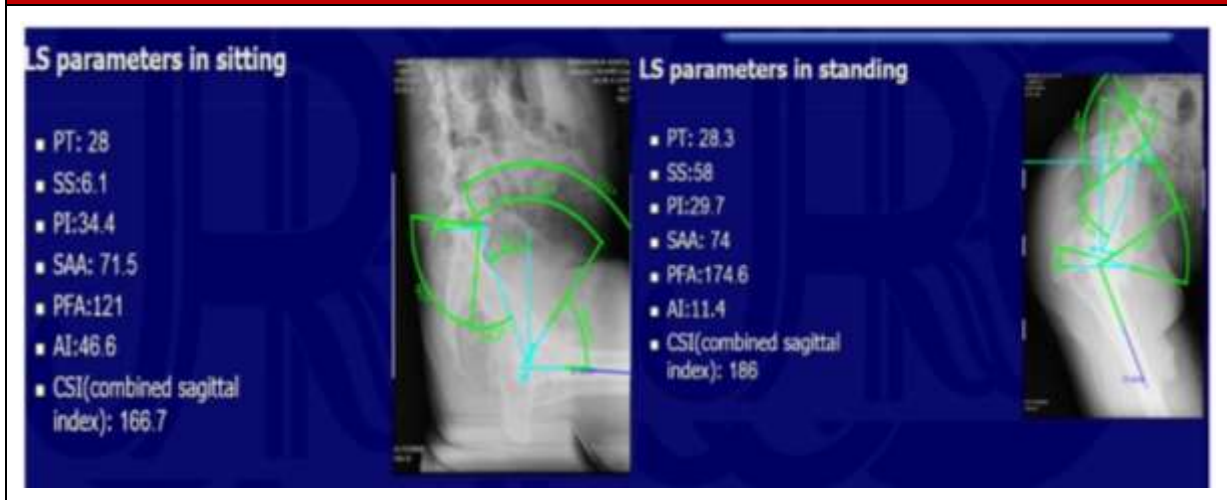 LS parameters in sitting
PT: 28
SS:6.1
PI:34.4
SAA: 71.5
PFA:121
AI:46.6
CSI(combined sagittal
index): 166.7
LS parameters in standing
PT: 28.3
SS:58
PI:29.7
SAA: 74
PFA:174.6
AI:11.4
CSI(combined sagittal
index): 186